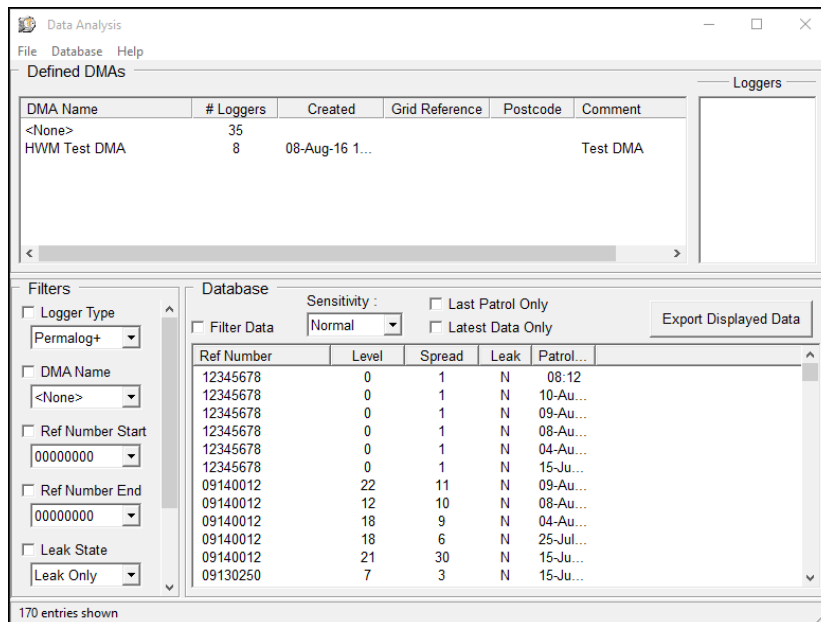 Data Analysis
File Database Help
Defined DMAs
Loggers
DMA Name # Loggers Created Grid Reference Postcode Comment
<None> 35
HWM Test DMA 8 08-Aug-16 1... Test DMA
Filters
Logger Type
Permalog+
DMA Name
<None>
Ref Number Start
00000000
Ref Number End
00000000
Leak State
Leak Only
Database
Sensitivity :
Filter Data
Normal
Last Patrol Only
Latest Data Only
Export Displayed Data
Ref Number Level Spread Leak Patrol...
12345678 0 1 N 08:12
12345678 0 1 N 10-Au...
12345678 0 1 N 09-Au...
12345678 0 1 N 08-Au...
12345678 0 1 N 04-Au...
12345678 0 1 N 15-Ju...
09140012 22 11 N 09-Au...
09140012 12 10 N 08-Au...
09140012 18 9 N 04-Au...
09140012 18 6 N 25-Jul...
09140012 21 30 N 15-Ju...
09130250 7 3 N 15-Ju...
170 entries shown